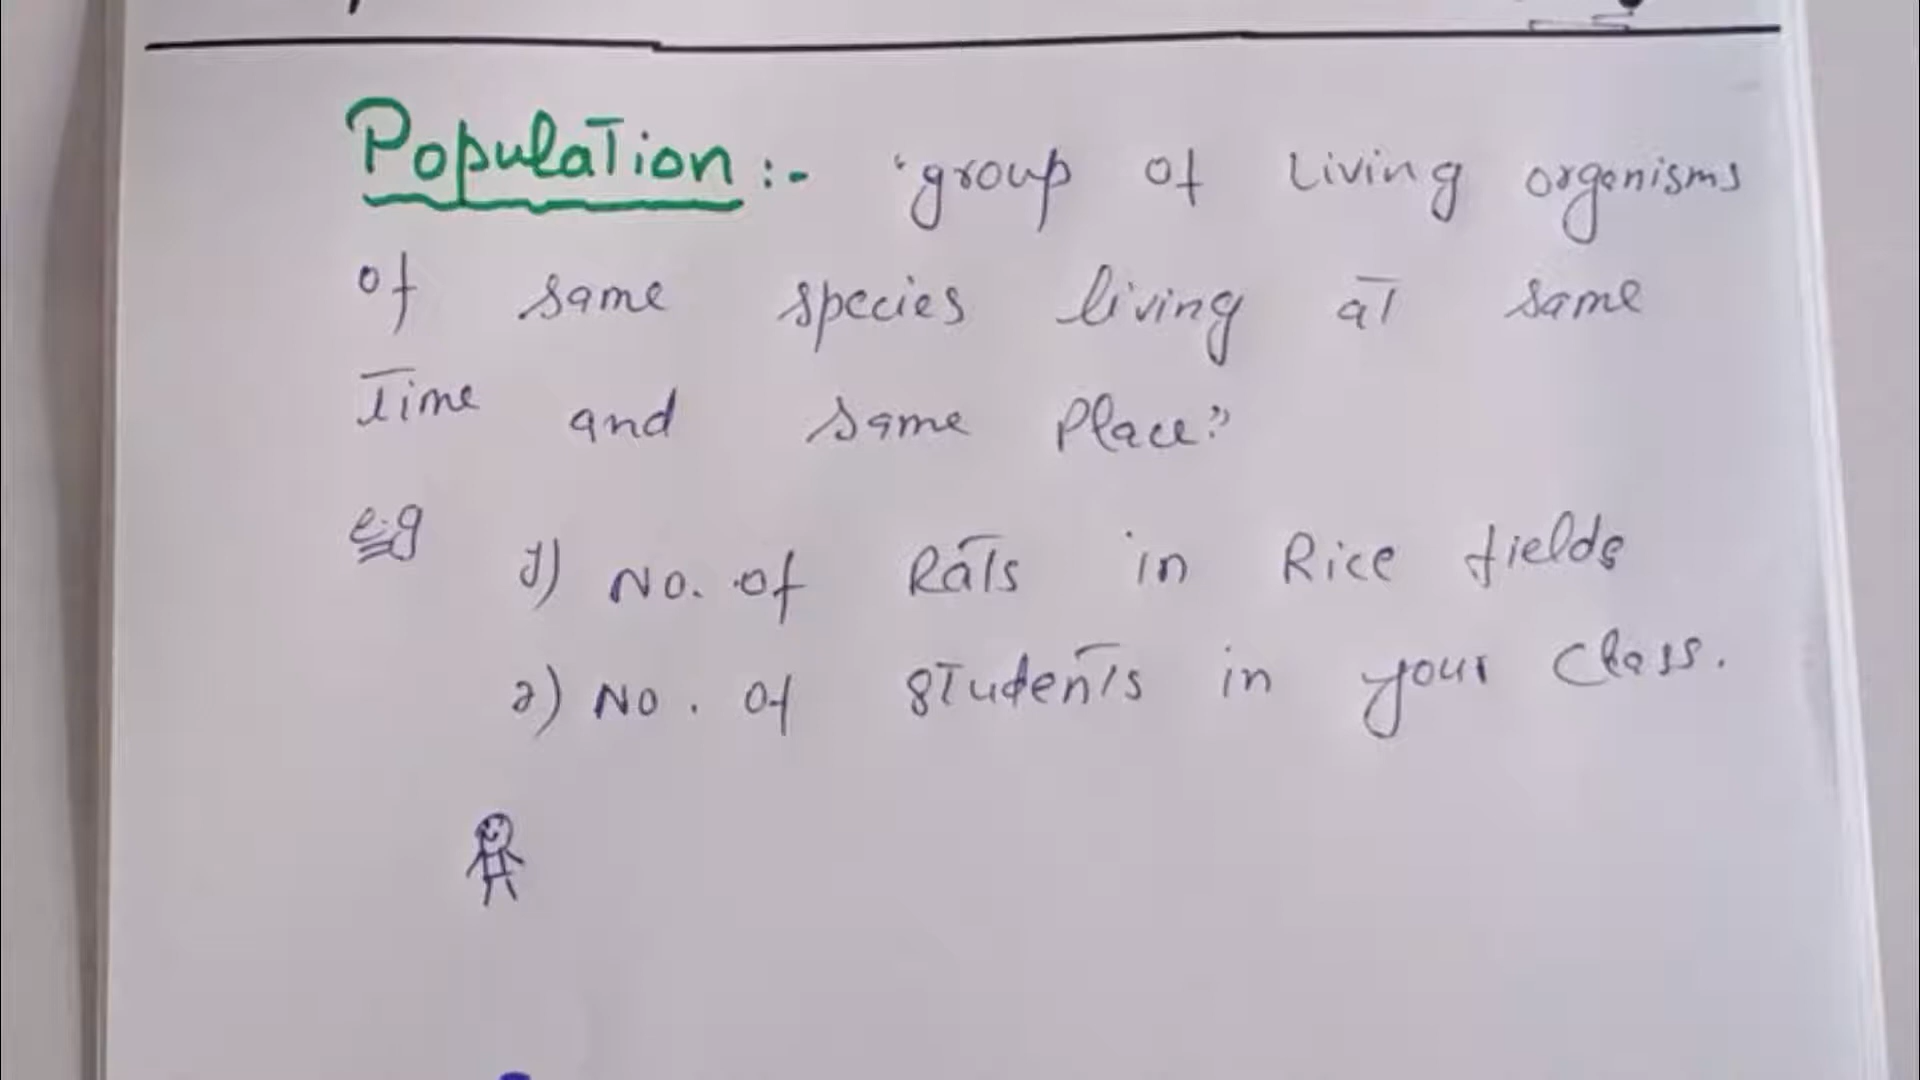 Population :- "group of Living organisms
of same species living at same
Time and same Place"
e.g
1) No. of Rats in Rice fields
2) No. of students in your Class.